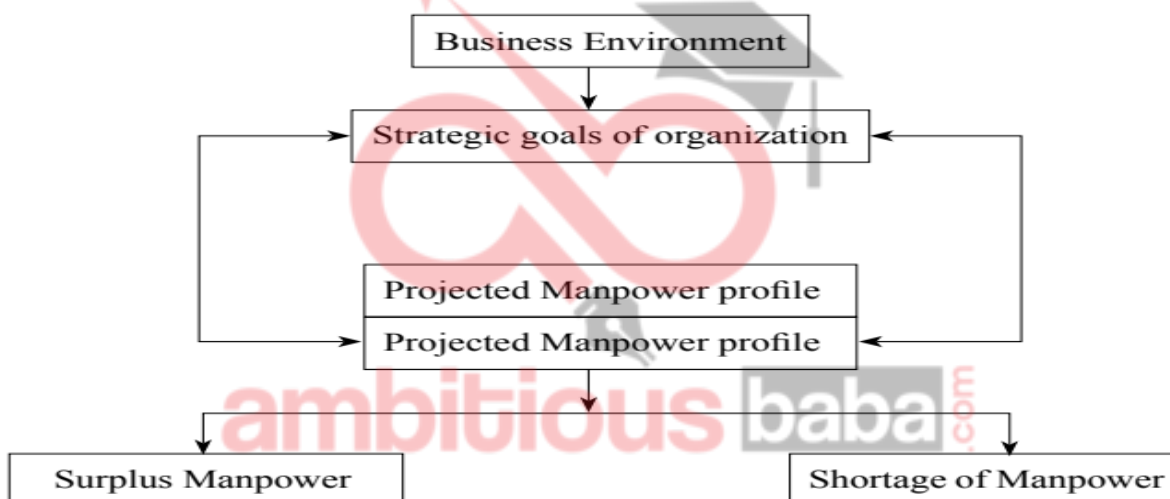 Business Environment
Strategic goals of organization
Projected Manpower profile
Projected Manpower profile
ambitious baba .com
Surplus Manpower
Shortage of Manpower